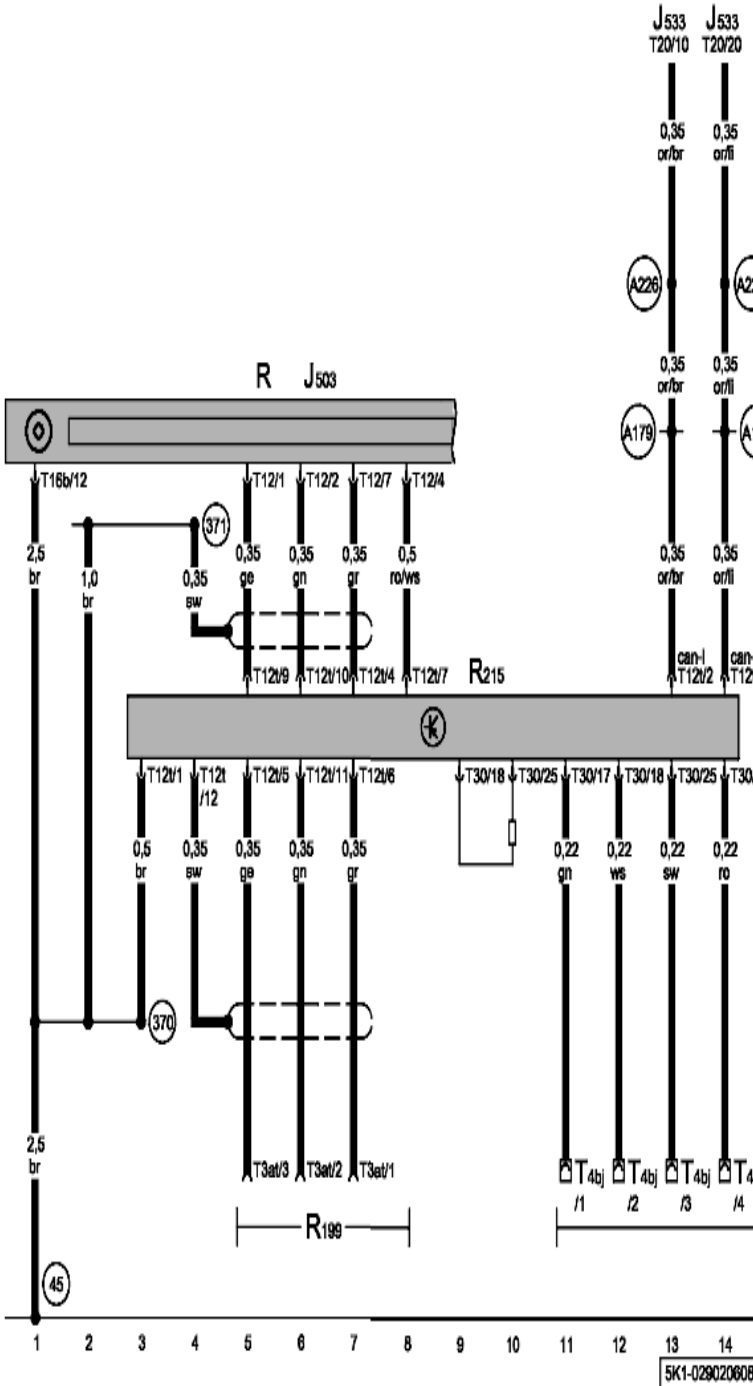 J533 J533
T20/10 T20/20
0,35 0,35
or/br or/li
A226
0,35 0,35
or/br or/li
R J503
A179
T16b/12 T12/1 T12/2 T12/7 T12/4
371
2,5 1,0 0,35 0,35 0,35 0,35 0,5 0,35 0,35
br br sw ge gn gr ro/ws or/br or/li
can-l can-
T12t/9 T12t/10 T12t/4 T12t/7 R215 T12t/2
T12t/1 T12t T12t/5 T12t/11 T12t/6 T30/18 T30/25 T30/17 T30/18 T30/25 T30/
/12
0,5 0,35 0,35 0,35 0,35 0,22 0,22 0,22 0,22
br sw ge gn gr gn ws sw ro
370
2,5
br
T3at/3 T3at/2 T3at/1 T4bj T4bj T4bj
/1 /2 /3 /4
R199
45
1 2 3 4 5 6 7 8 9 10 11 12 13 14